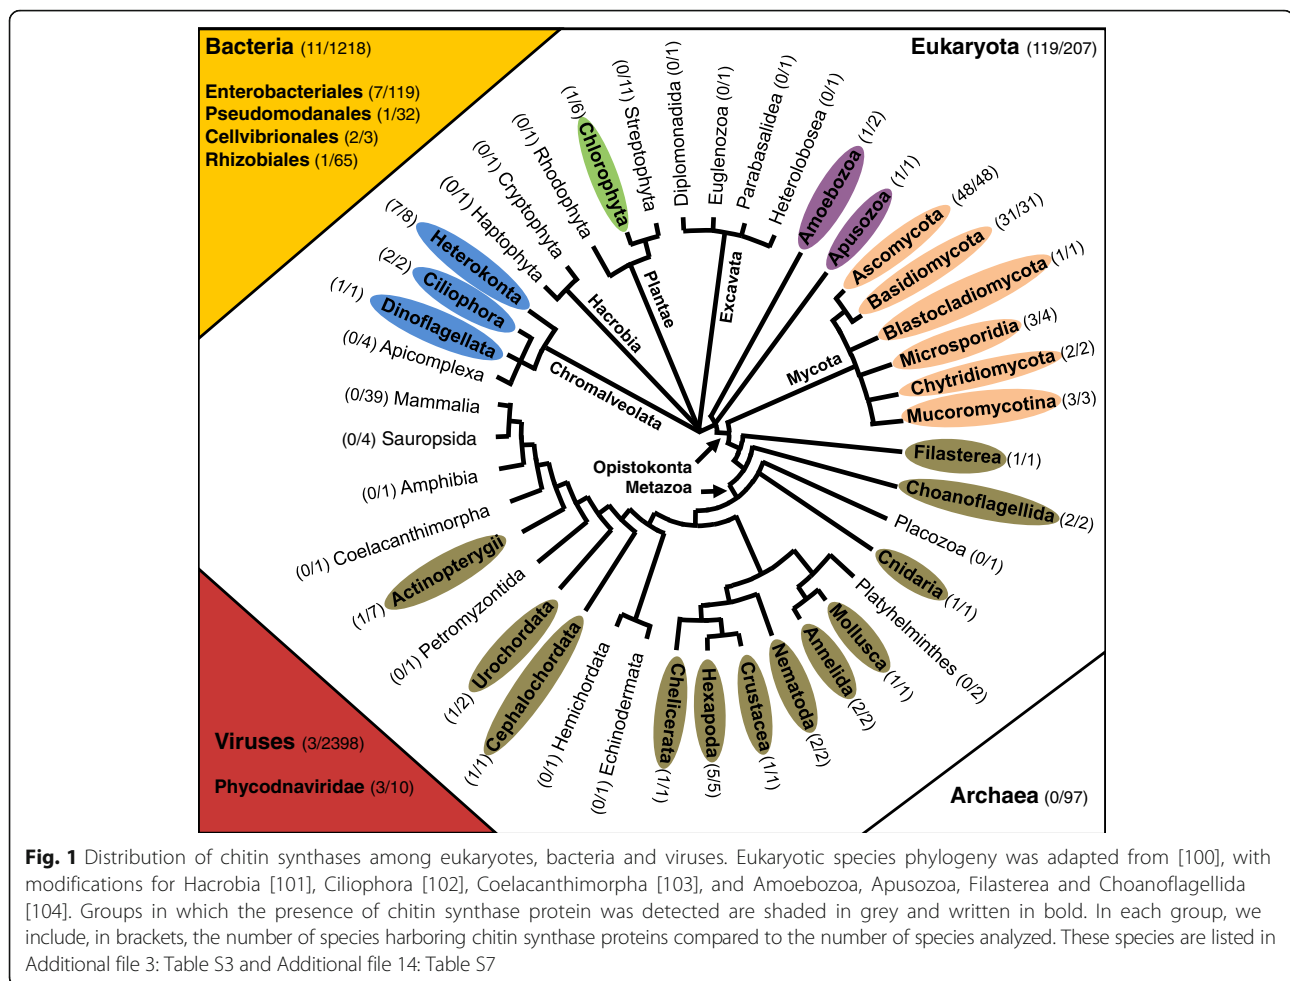 Bacteria (11/1218)
Enterobacteriales (7/119)
Pseudomodanales (1/32)
Cellvibrionales (2/3)
Rhizobiales (1/65)
Eukaryota (119/207)
(1/1) Dinoflagellata
(2/2) Ciliophora
(7/8) Heterokonta
(0/1) Haptophyta
(0/1) Cryptophyta
(0/1) Rhodophyta
(1/6) Chlorophyta
(0/11) Streptophyta
Diplomonadida (0/1)
Euglenozoa (0/1)
Parabasalidea (0/1)
Heterolobosea (0/1)
Amoebozoa (1/2)
Apusozoa (1/1)
Ascomycota (48/48)
Basidiomycota (31/31)
Blastocladiomycota (1/1)
Microsporidia (3/4)
Chytridiomycota (2/2)
Mucoromycotina (3/3)
Filasterea (1/1)
Choanoflagellida (2/2)
Placozoa (0/1)
Cnidaria (1/1)
Platyhelminthes (0/2)
Mollusca (1/1)
Annelida (2/2)
Nematoda (2/2)
Crustacea (1/1)
Hexapoda (5/5)
Chelicerata (1/1)
(0/1) Echinodermata
(0/1) Hemichordata
(1/1) Cephalochordata
(1/2) Urochordata
(0/1) Petromyzontida
(1/7) Actinopterygii
(0/1) Coelacanthimorpha
(0/1) Amphibia
(0/4) Sauropsida
(0/39) Mammalia
(0/4) Apicomplexa
Chromalveolata
Hacrobia
Plantae
Excavata
Mycota
Opistokonta
Metazoa
Viruses (3/2398)
Phycodnaviridae (3/10)
Archaea (0/97)
Fig. 1 Distribution of chitin synthases among eukaryotes, bacteria and viruses. Eukaryotic species phylogeny was adapted from [100], with
modifications for Hacrobia [101], Ciliophora [102], Coelacanthimorpha [103], and Amoebozoa, Apusozoa, Filasterea and Choanoflagellida
[104]. Groups in which the presence of chitin synthase protein was detected are shaded in grey and written in bold. In each group, we
include, in brackets, the number of species harboring chitin synthase proteins compared to the number of species analyzed. These species are listed in
Additional file 3: Table S3 and Additional file 14: Table S7